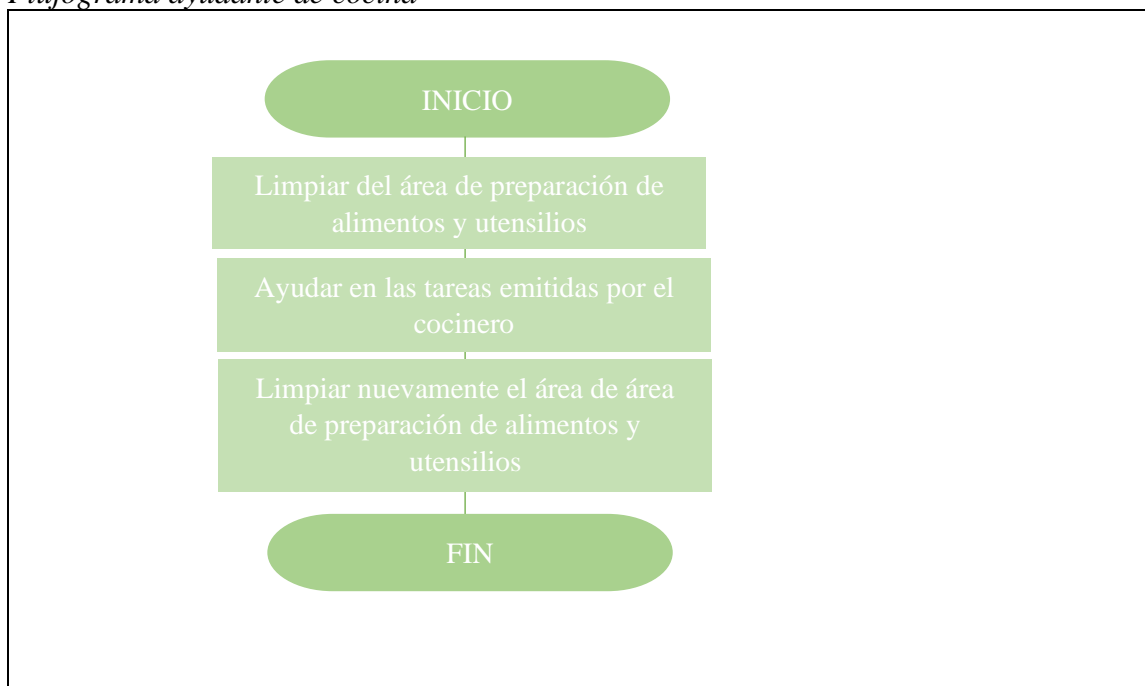 Flujograma ayudante de cocina
INICIO
Limpiar del área de preparación de
alimentos y utensilios
Ayudar en las tareas emitidas por el
cocinero
Limpiar nuevamente el área de área
de preparación de alimentos y
utensilios
FIN